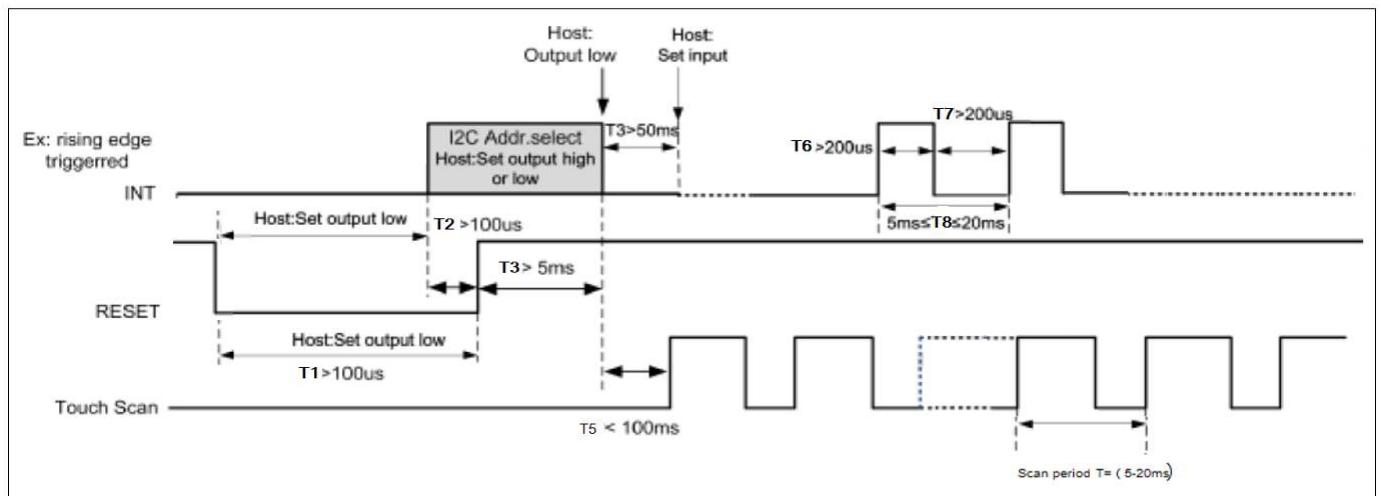 Host:
Output low
Host:
Set input
Ex: rising edge
triggerred
INT
I2C Addr.select
Host:Set output high
or low
T3>50ms
T6 >200us
T7>200us
5ms≤T8≤20ms
Host:Set output low
T2 >100us
T3> 5ms
RESET
Host:Set output low
T1>100us
Touch Scan
T5 < 100ms
Scan period T= ( 5-20ms)